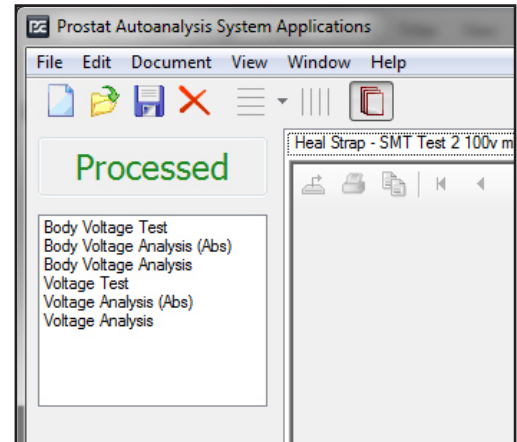 Prostat Autoanalysis System Applications
File Edit Document View Window Help
Processed
Heal Strap - SMT Test 2 100v m
Body Voltage Test
Body Voltage Analysis (Abs)
Body Voltage Analysis
Voltage Test
Voltage Analysis (Abs)
Voltage Analysis